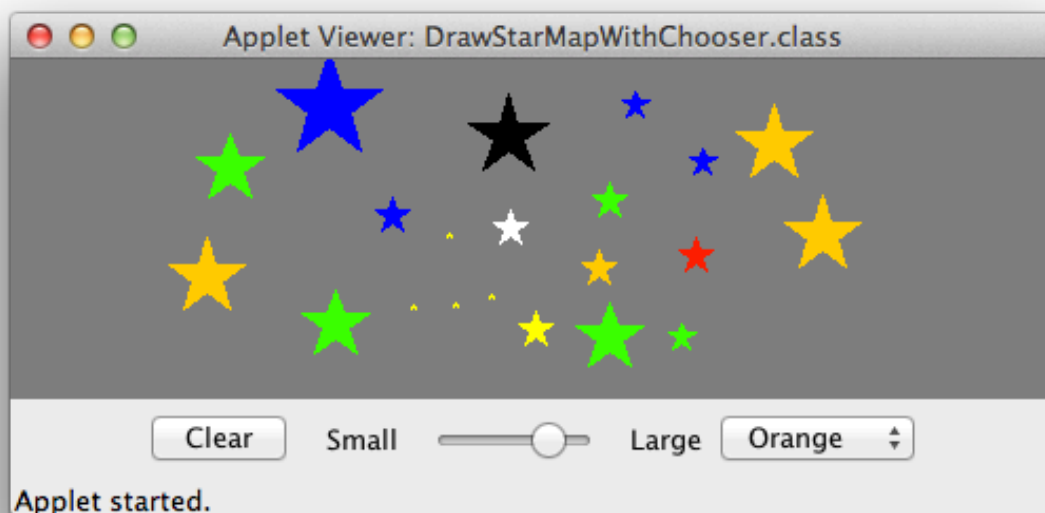 Applet Viewer: DrawStarMapWithChooser.class
Clear Small Large Orange
Applet started.